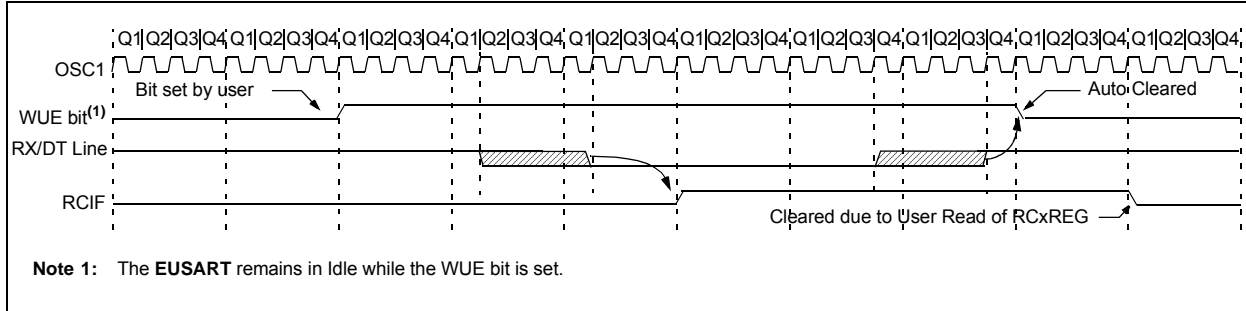 Q1 Q2 Q3 Q4 Q1 Q2 Q3 Q4 Q1 Q2 Q3 Q4 Q1 Q2 Q3 Q4 Q1 Q2 Q3 Q4 Q1 Q2 Q3 Q4 Q1 Q2 Q3 Q4 Q1 Q2 Q3 Q4 Q1 Q2 Q3 Q4 Q1 Q2 Q3 Q4
OSC1
Bit set by user
Auto Cleared
WUE bit(1)
RX/DT Line
RCIF
Cleared due to User Read of RCxREG
Note 1: The EUSART remains in Idle while the WUE bit is set.